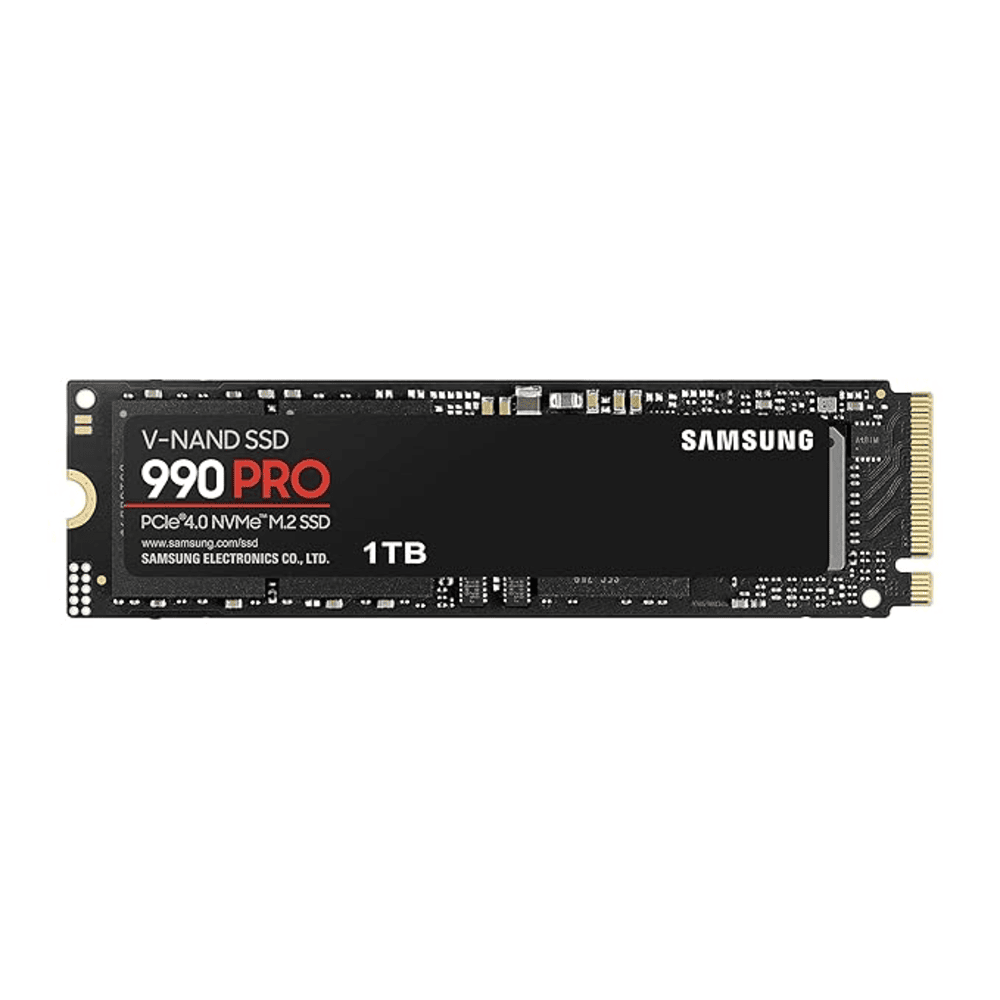 V-NAND SSD
SAMSUNG
990 PRO
PCIe®4.0 NVMe™ M.2 SSD
www.samsung.com/ssd
SAMSUNG ELECTRONICS CO., LTD.
1TB